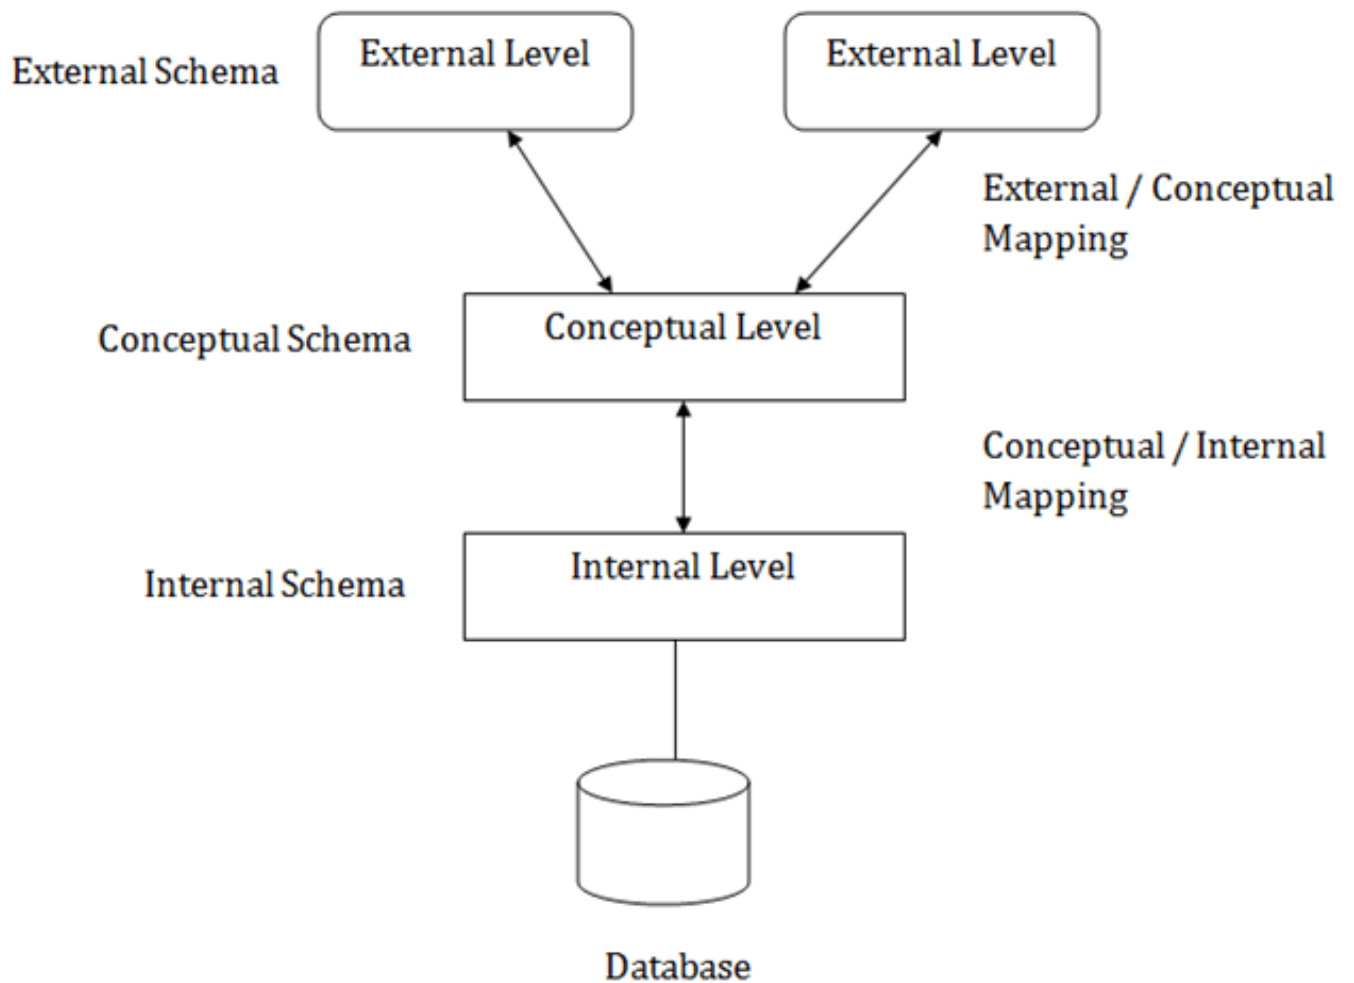 External Schema
External Level
External Level
External / Conceptual
Mapping
Conceptual Schema
Conceptual Level
Conceptual / Internal
Mapping
Internal Schema
Internal Level
Database